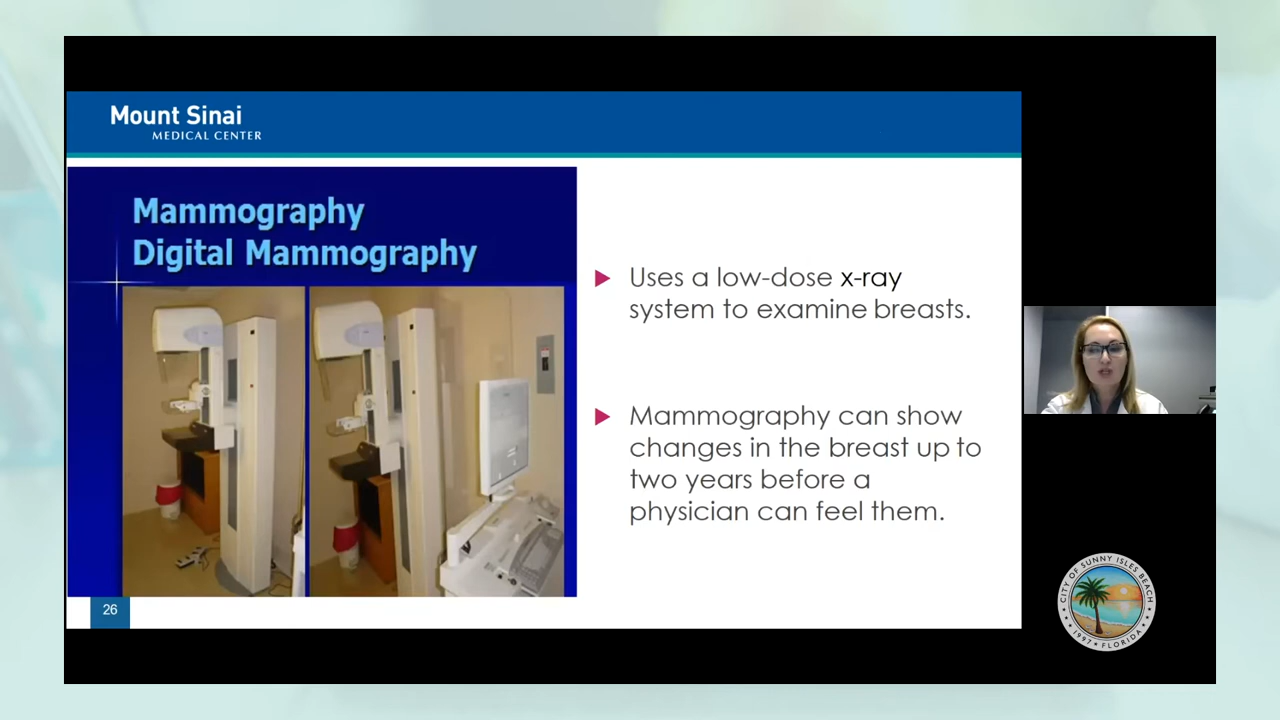 Mount Sinai
MEDICAL CENTER
Mammography
Digital Mammography
Uses a low-dose x-ray
system to examine breasts.
Mammography can show
changes in the breast up to
two years before a
physician can feel them.
26
CITY OF SUNNY ISLES BEACH
1997 FLORIDA